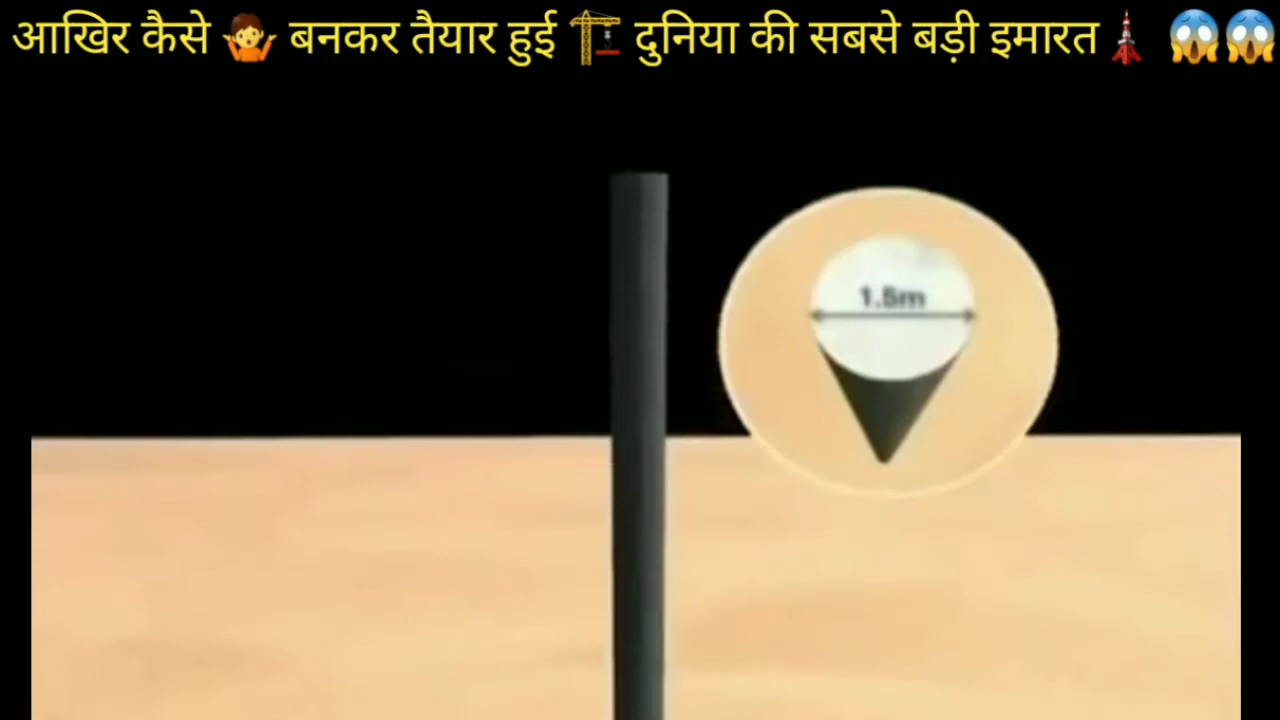 आखिर कैसे 🤷 बनकर तैयार हुई 🏗️ दुनिया की सबसे बड़ी इमारत🗼 😱😱
1.5m